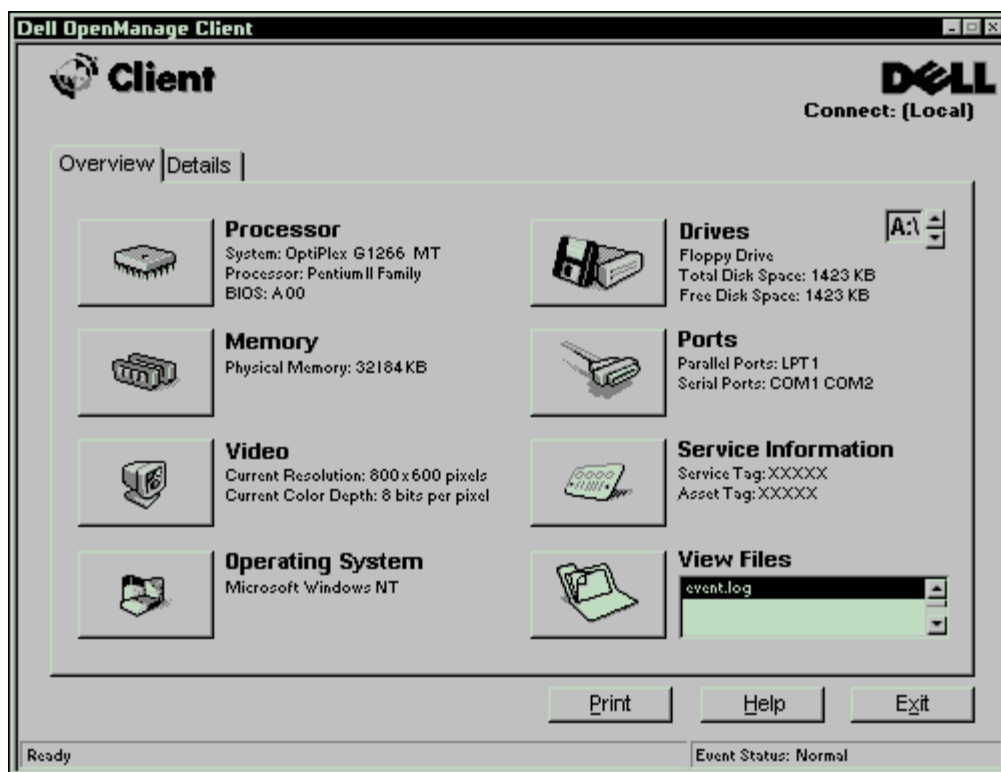 Dell OpenManage Client
Client
DELL
Connect: (Local)
Overview
Details
Processor
System: OptiPlex G1266 MT
Processor: Pentium II Family
BIOS: A00
Memory
Physical Memory: 32184KB
Video
Current Resolution: 800x600 pixels
Current Color Depth: 8 bits per pixel
Operating System
Microsoft Windows NT
Drives
A:\
Floppy Drive
Total Disk Space: 1423 KB
Free Disk Space: 1423 KB
Ports
Parallel Ports: LPT1
Serial Ports: COM1 COM2
Service Information
Service Tag:XXXXX
Asset Tag:XXXXX
View Files
event.log
Print
Help
Exit
Ready
Event Status: Normal